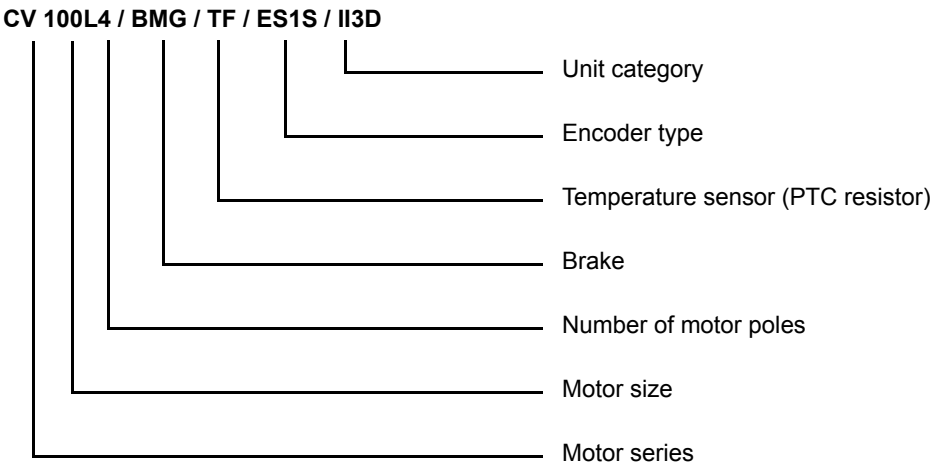 CV 100L4 / BMG / TF / ES1S / II3D
Unit category
Encoder type
Temperature sensor (PTC resistor)
Brake
Number of motor poles
Motor size
Motor series